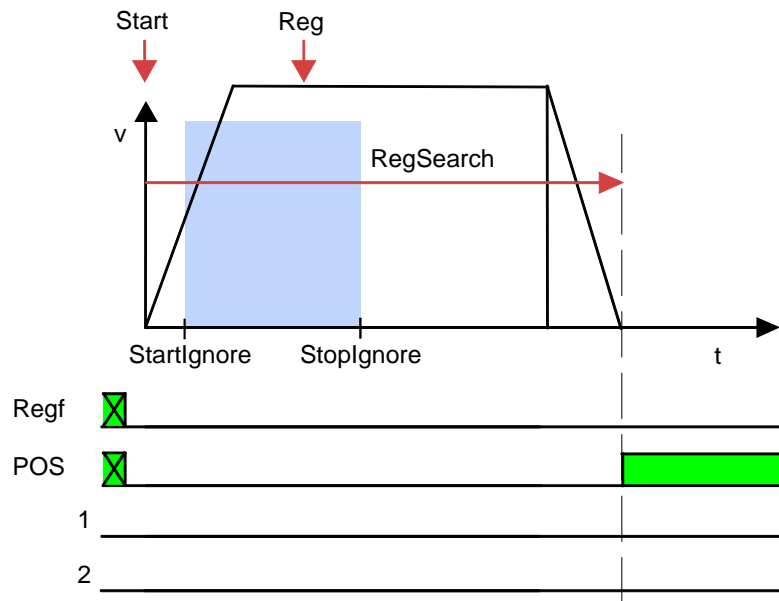 Start Reg
v
RegSearch
StartIgnore StopIgnore t
Regf
POS
1
2